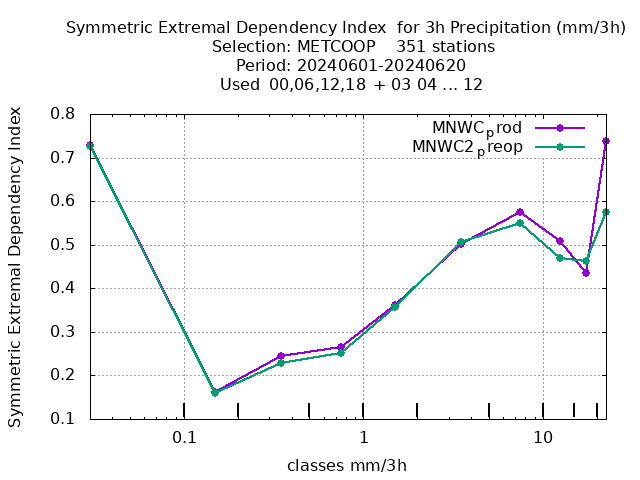 Symmetric Extremal Dependency Index for 3h Precipitation (mm/3h)
Selection: METCOOP 351 stations
Period: 20240601-20240620
Used 00,06,12,18 + 03 04 ... 12
MNWCprod
MNWC2preop
Symmetric Extremal Dependency Index
0.8
0.7
0.6
0.5
0.4
0.3
0.2
0.1
0.1 1 10
classes mm/3h